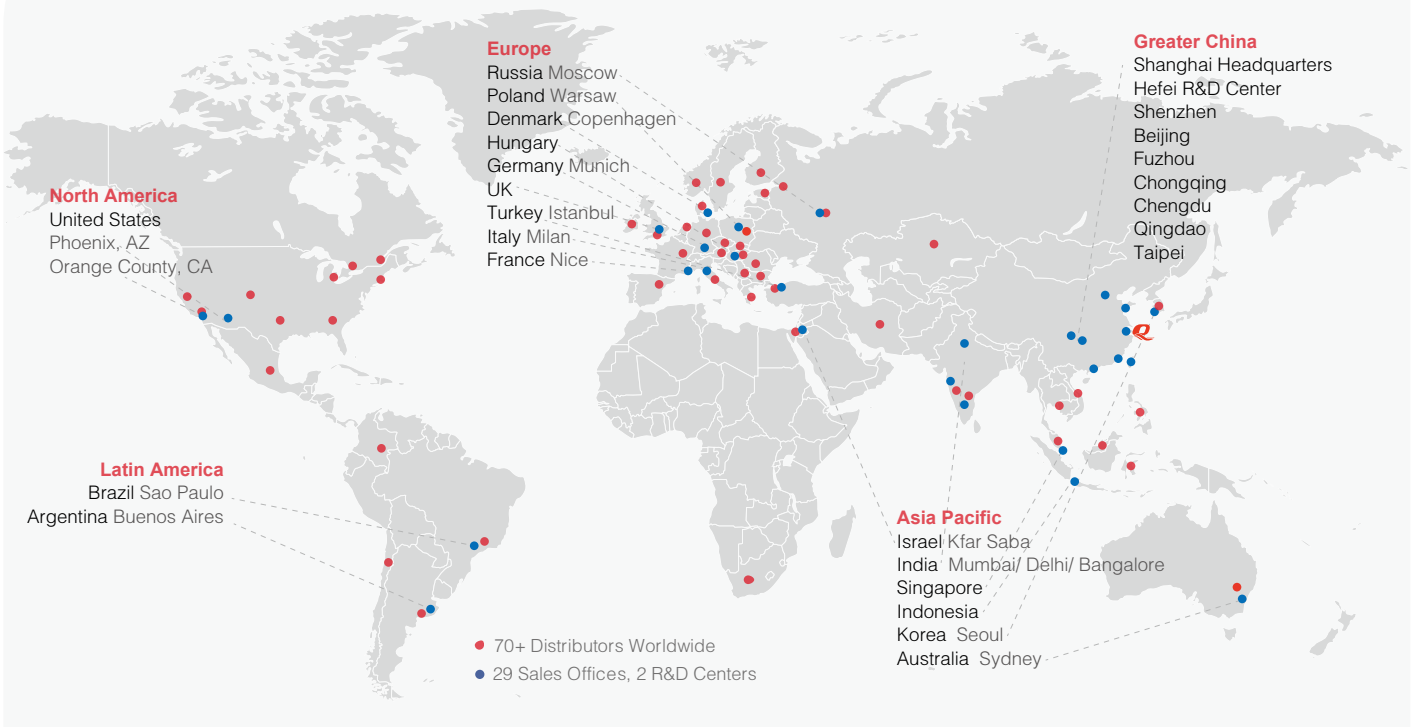 Europe
Russia Moscow
Poland Warsaw
Denmark Copenhagen
Hungary
Germany Munich
UK
Turkey Istanbul
Italy Milan
France Nice
Greater China
Shanghai Headquarters
Hefei R&D Center
Shenzhen
Beijing
Fuzhou
Chongqing
Chengdu
Qingdao
Taipei
North America
United States
Phoenix, AZ
Orange County, CA
Latin America
Brazil Sao Paulo
Argentina Buenos Aires
Asia Pacific
Israel Kfar Saba
India Mumbai/ Delhi/ Bangalore
Singapore
Indonesia
Korea Seoul
Australia Sydney
70+ Distributors Worldwide
29 Sales Offices, 2 R&D Centers